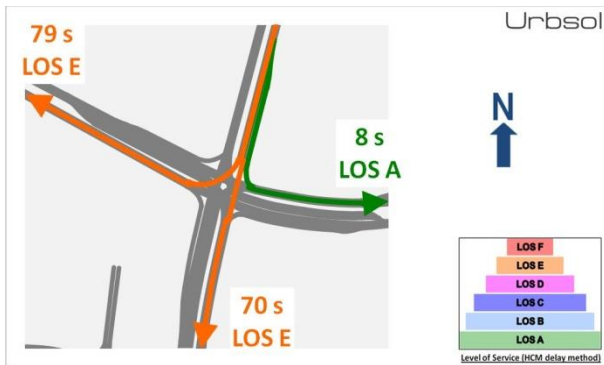 Urbsol
79 s
LOS E
N
8 s
LOS A
70 s
LOS E
LOS F
LOS E
LOS D
LOS C
LOS B
LOS A
Level of Service (HCM delay method)